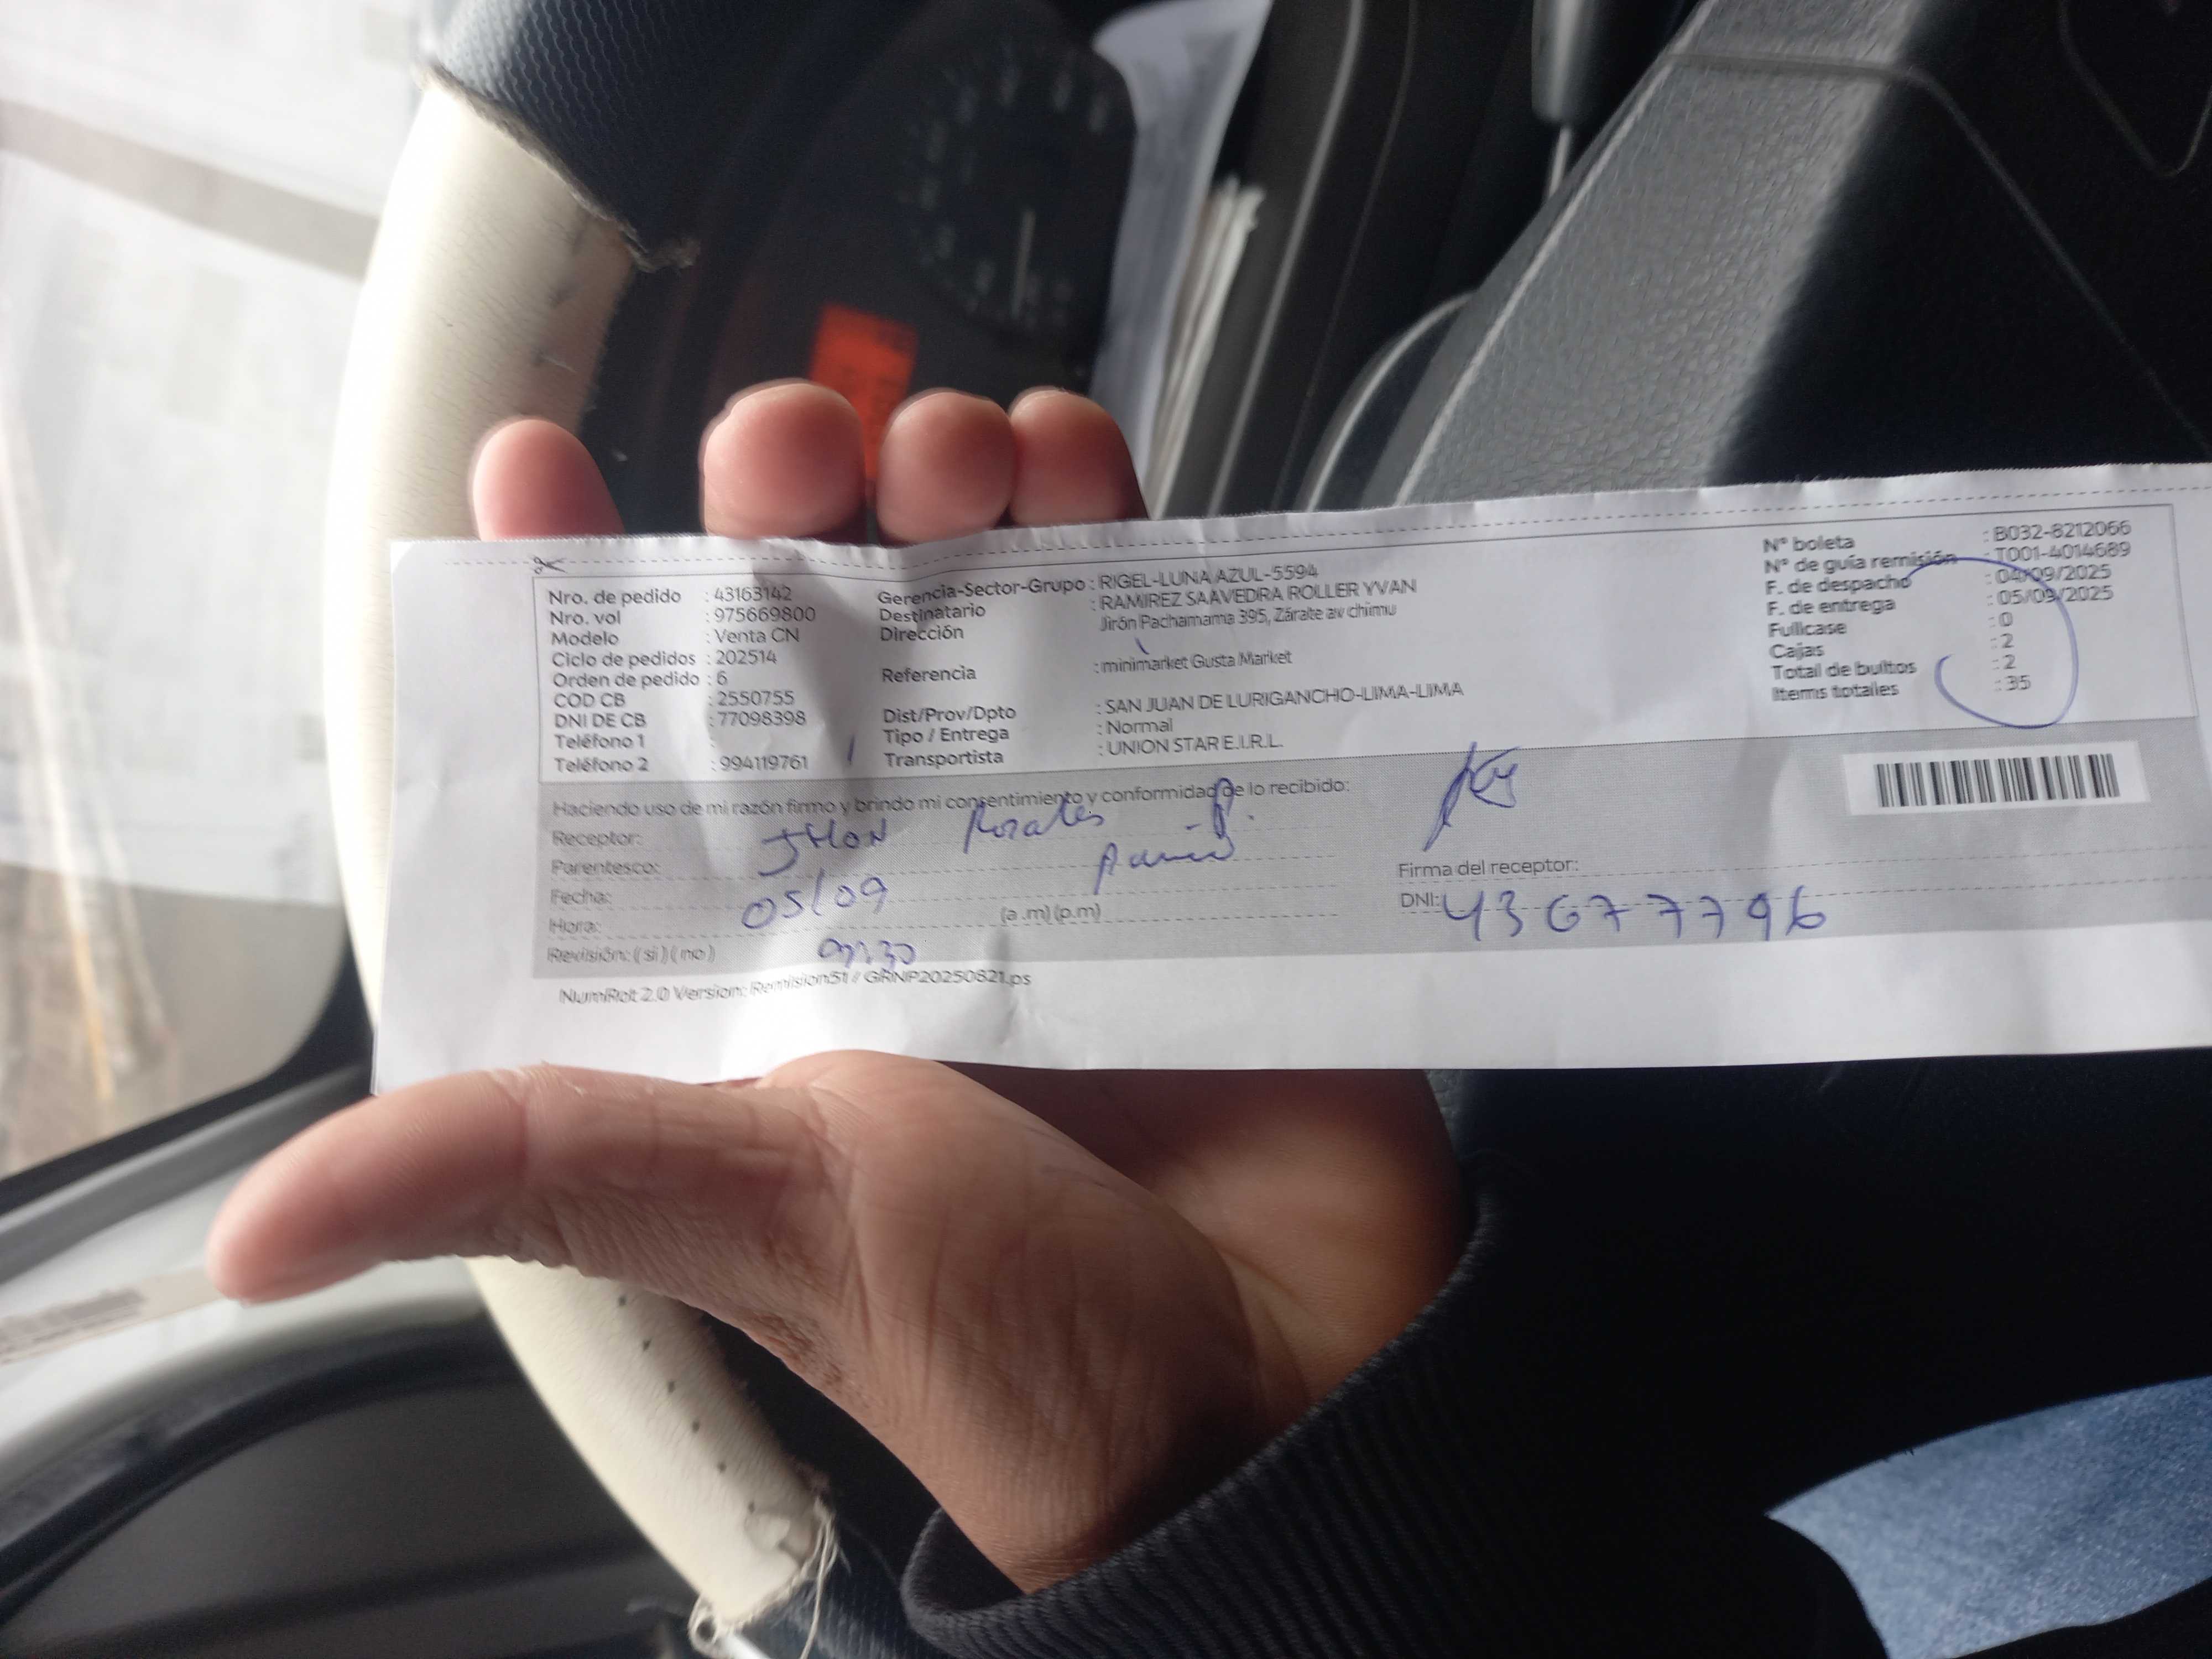 Nro. de pedido : 43163142
Nro. vol : 975669800
Modelo : Venta CN
Ciclo de pedidos : 202514
Orden de pedido : 6
COD CB : 2550755
DNI DE CB : 77098398
Teléfono 1 :
Teléfono 2 : 994119761
Gerencia-Sector-Grupo : RIGEL-LUNA AZUL-5594
Destinatario : RAMIREZ SAAVEDRA ROLLER YVAN
Dirección Jirón Pachamama 395, Zárate av chimu
Referencia : minimarket Gusta Market
Dist/Prov/Dpto : SAN JUAN DE LURIGANCHO-LIMA-LIMA
Tipo / Entrega : Normal
Transportista : UNION STAR E.I.R.L.
N° boleta : B032-8212066
N° de guía remisión : T001-4014689
F. de despacho : 04/09/2025
F. de entrega : 05/09/2025
Fullcase : 0
Cajas : 2
Total de bultos : 2
Items totales : 35
Haciendo uso de mi razón firmo y brindo mi consentimiento y conformidad de lo recibido:
Receptor: JHON
Parentesco:
Fecha: 05/09
Hora: (a .m) (p.m)
Revisión: ( si ) ( no )
Firma del receptor:
DNI: 43677796
NumRot 2.0 Version: Remision51 // GRNP20250821.ps